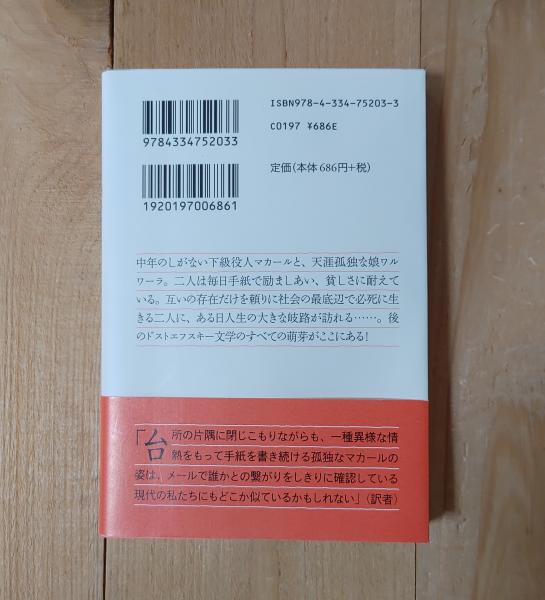 ISBN978-4-334-75203-3
C0197 ¥686E
9784334752033
定価(本体686円+税)
1920197006861
中年のしがない下級役人マカールと、天涯孤独な娘ワル
ワーラ。二人は毎日手紙で励ましあい、貧しさに耐えて
いる。互いの存在だけを頼りに社会の最底辺で必死に生
きる二人に、ある日人生の大きな岐路が訪れる……。後
のドストエフスキー文学のすべての萌芽がここにある!
「台所の片隅に閉じこもりながらも、一種異様な情
熱をもって手紙を書き続ける孤独なマカールの
姿は、メールで誰かとの繋がりをしきりに確認している
現代の私たちにもどこか似ているかもしれない」(訳者)